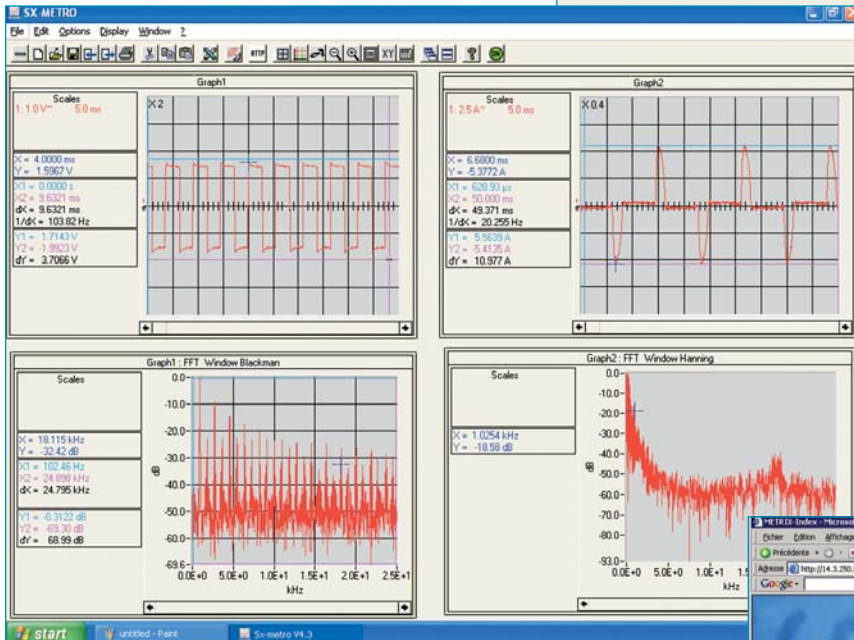 SX-METRO
File Edit Options Display Window ?
HTTP XY
Graph1
Scales
1: 1.0 V~ 5.0 ms
X = 4.0000 ms
Y = 1.5967 V
X1 = 0.0000 s
X2 = 9.6321 ms
dX = 9.6321 ms
1/dX = 103.82 Hz
Y1 = 1.7143 V
Y2 = -1.9923 V
dY = 3.7066 V
X 2
Graph2
Scales
1: 2.5 A~ 5.0 ms
X = 6.6800 ms
Y = -5.3772 A
X1 = 628.93 µs
X2 = 50.000 ms
dX = 49.371 ms
1/dX = 20.255 Hz
Y1 = 5.5639 A
Y2 = -5.4135 A
dY = 10.977 A
X 0.4
Graph1 : FFT Window Blackman
Scales
X = 18.115 kHz
Y = -32.42 dB
X1 = 102.46 Hz
X2 = 24.898 kHz
dX = 24.795 kHz
Y1 = -0.3122 dB
Y2 = -69.30 dB
dY = 68.99 dB
0.0
-10.0
-20.0
-30.0
dB
-40.0
-50.0
-60.0
-69.6
0.0E+0 5.0E+0 1.0E+1 1.5E+1 2.0E+1 2.5E+1
kHz
Graph2 : FFT Window Hanning
Scales
X = 1.0254 kHz
Y = -18.58 dB
0.0
-10.0
-20.0
-30.0
-40.0
dB
-50.0
-60.0
-70.0
-80.0
-93.0
0.0E+0 5.0E+0 1.0E+1
kHz
METRIX-Index - Microsof
Fichier Edition Affichage
Précédente
Adresse http://14.3.250.
Google
start untitled - Paint Sx-metro V4.3